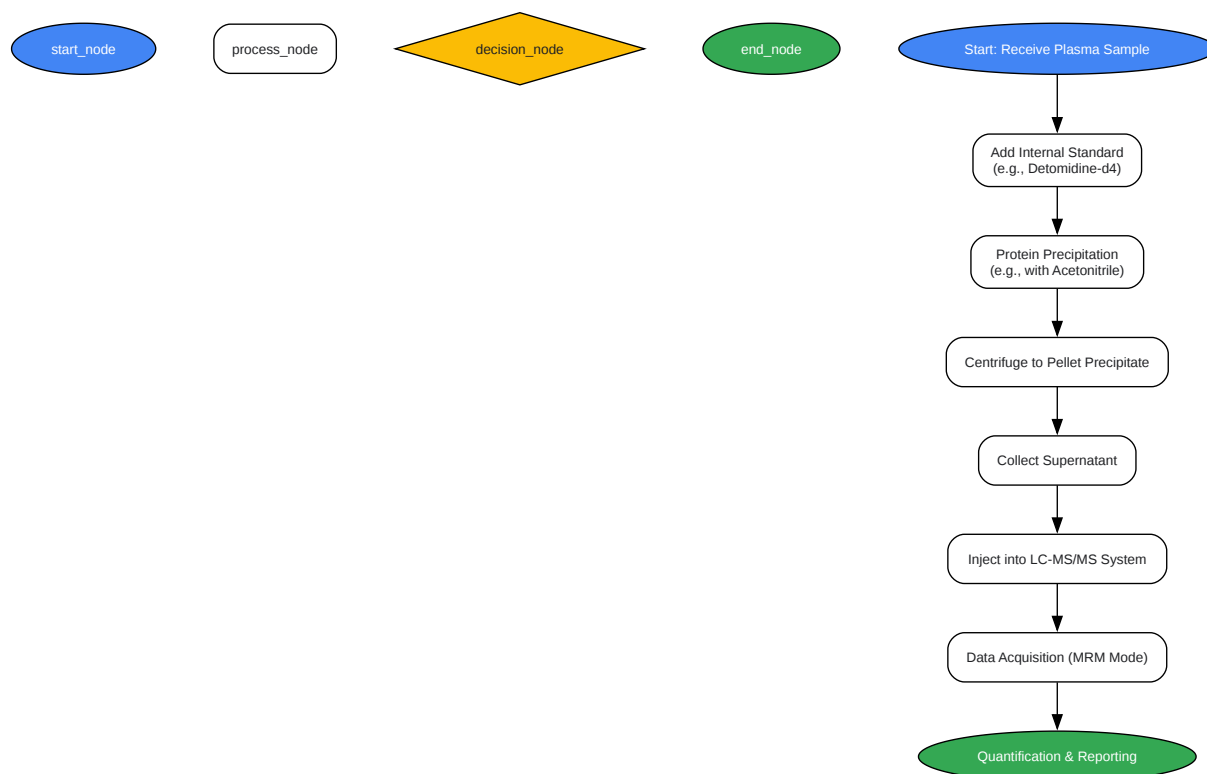 start_node
process_node
decision_node
end_node
Start: Receive Plasma Sample
Add Internal Standard
(e.g., Detomidine-d4)
Protein Precipitation
(e.g., with Acetonitrile)
Centrifuge to Pellet Precipitate
Collect Supernatant
Inject into LC-MS/MS System
Data Acquisition (MRM Mode)
Quantification & Reporting